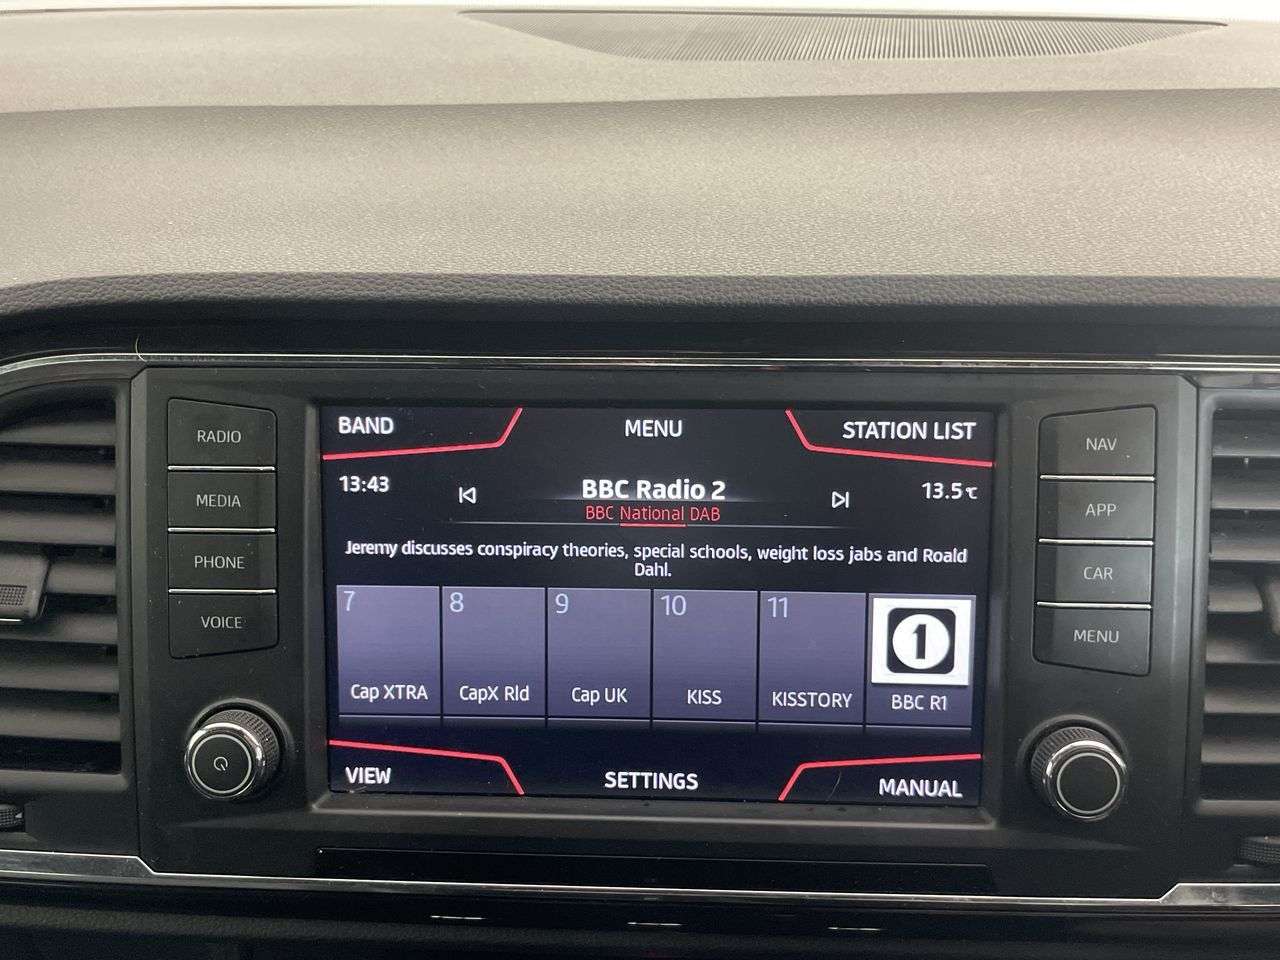 BAND
MENU
STATION LIST
RADIO
NAV
13:43
BBC Radio 2
13.5°C
MEDIA
BBC National DAB
APP
Jeremy discusses conspiracy theories, special schools, weight loss jabs and Roald
Dahl.
PHONE
CAR
7
8
9
10
11
1
VOICE
MENU
Cap XTRA
CapX Rld
Cap UK
KISS
KISSTORY
BBC R1
VIEW
SETTINGS
MANUAL